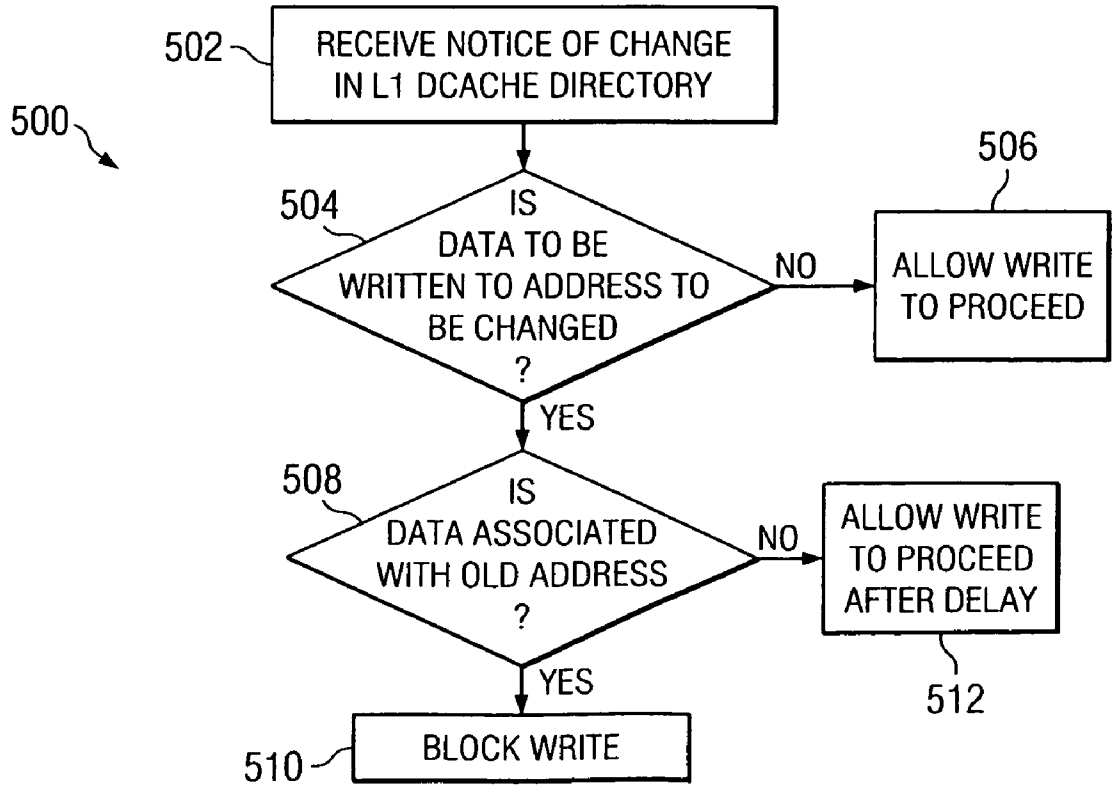 502
RECEIVE NOTICE OF CHANGE
IN L1 DCACHE DIRECTORY
500
504
IS
DATA TO BE
WRITTEN TO ADDRESS TO
BE CHANGED
?
NO
506
ALLOW WRITE
TO PROCEED
YES
508
IS
DATA ASSOCIATED
WITH OLD ADDRESS
?
NO
ALLOW WRITE
TO PROCEED
AFTER DELAY
512
YES
510
BLOCK WRITE